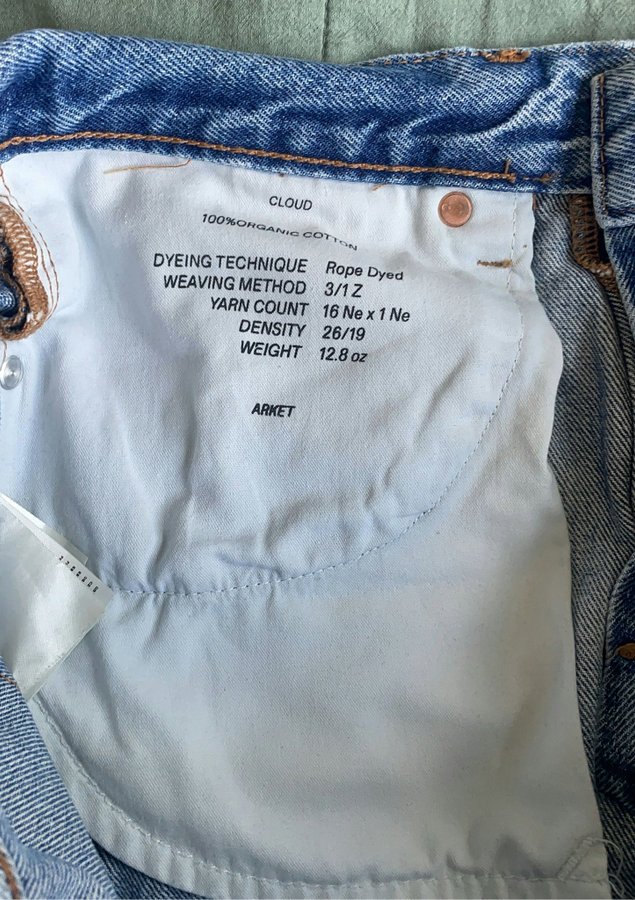 CLOUD
100%ORGANIC COTTON
DYEING TECHNIQUE Rope Dyed
WEAVING METHOD 3/1 Z
YARN COUNT 16 Ne x 1 Ne
DENSITY 26/19
WEIGHT 12.8 oz
ARKET